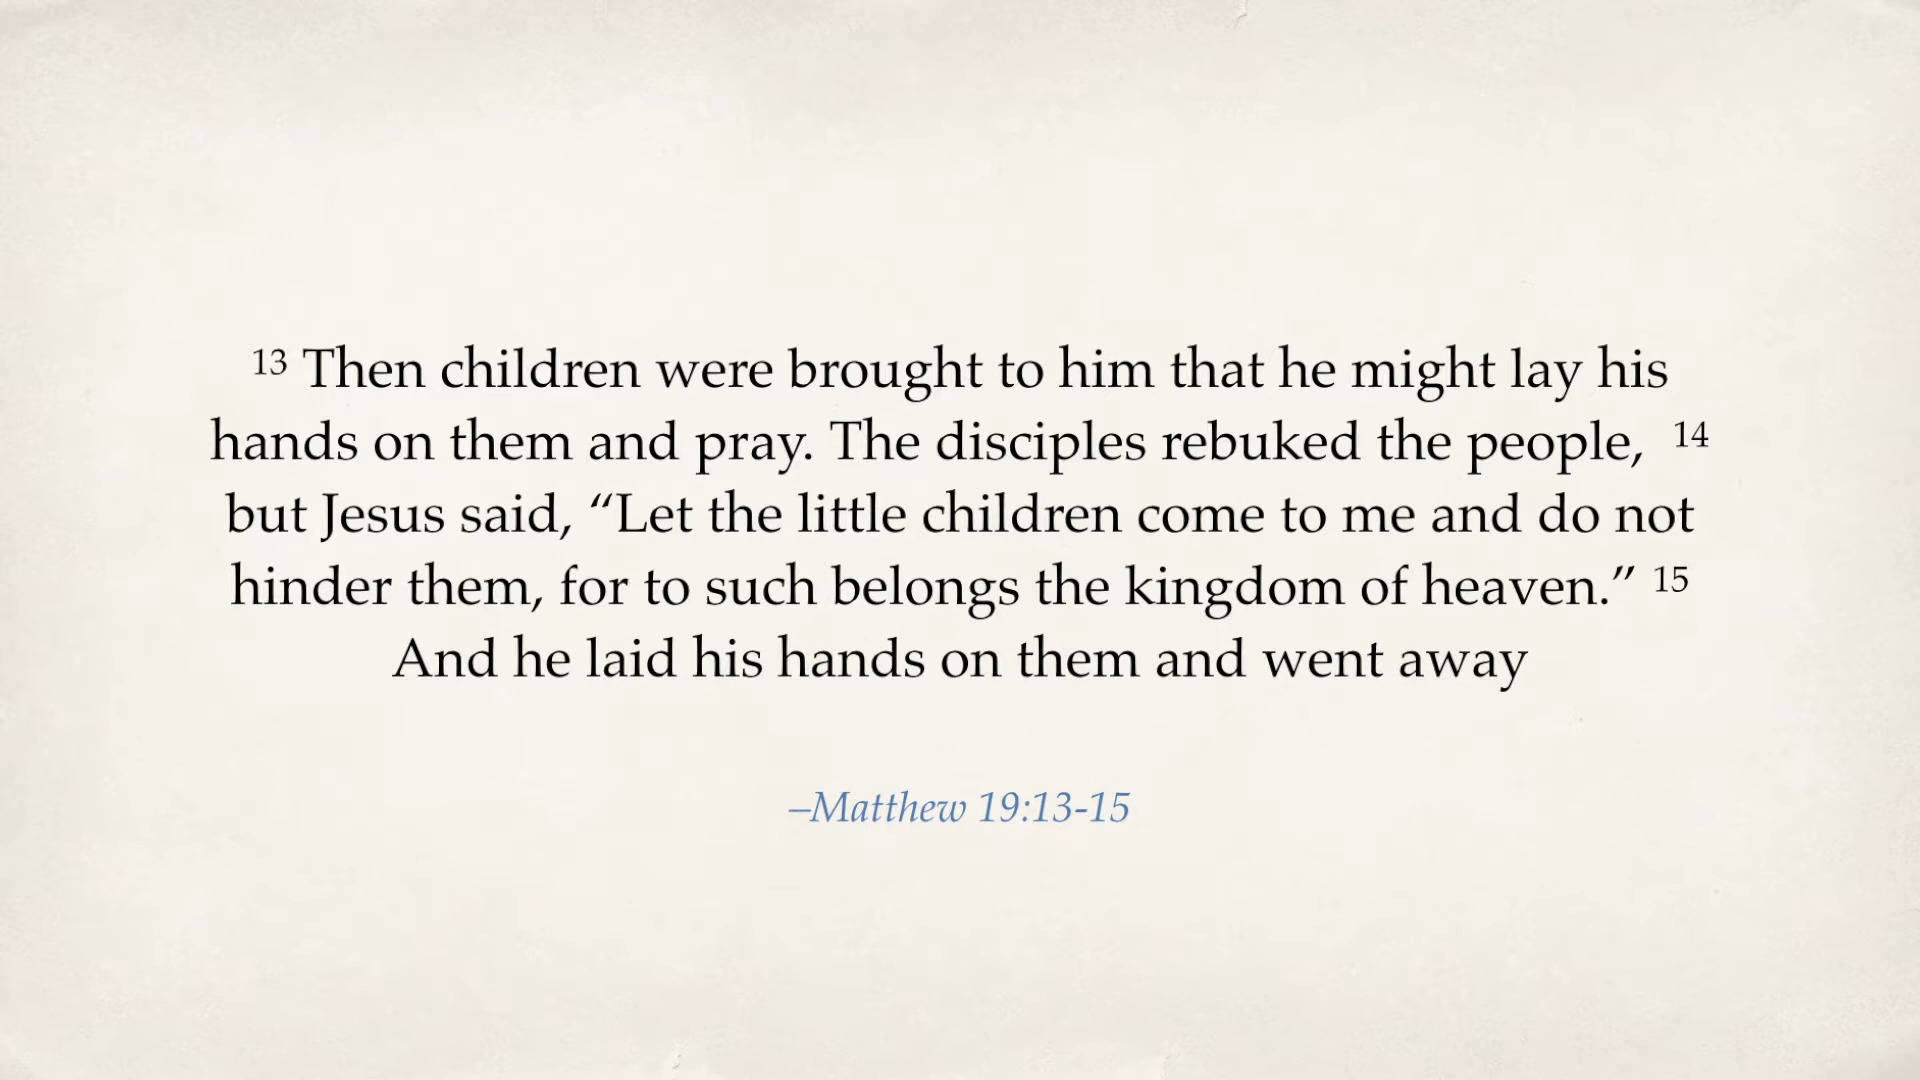 13 Then children were brought to him that he might lay his
hands on them and pray. The disciples rebuked the people, 14
but Jesus said, “Let the little children come to me and do not
hinder them, for to such belongs the kingdom of heaven.” 15
And he laid his hands on them and went away
–Matthew 19:13-15